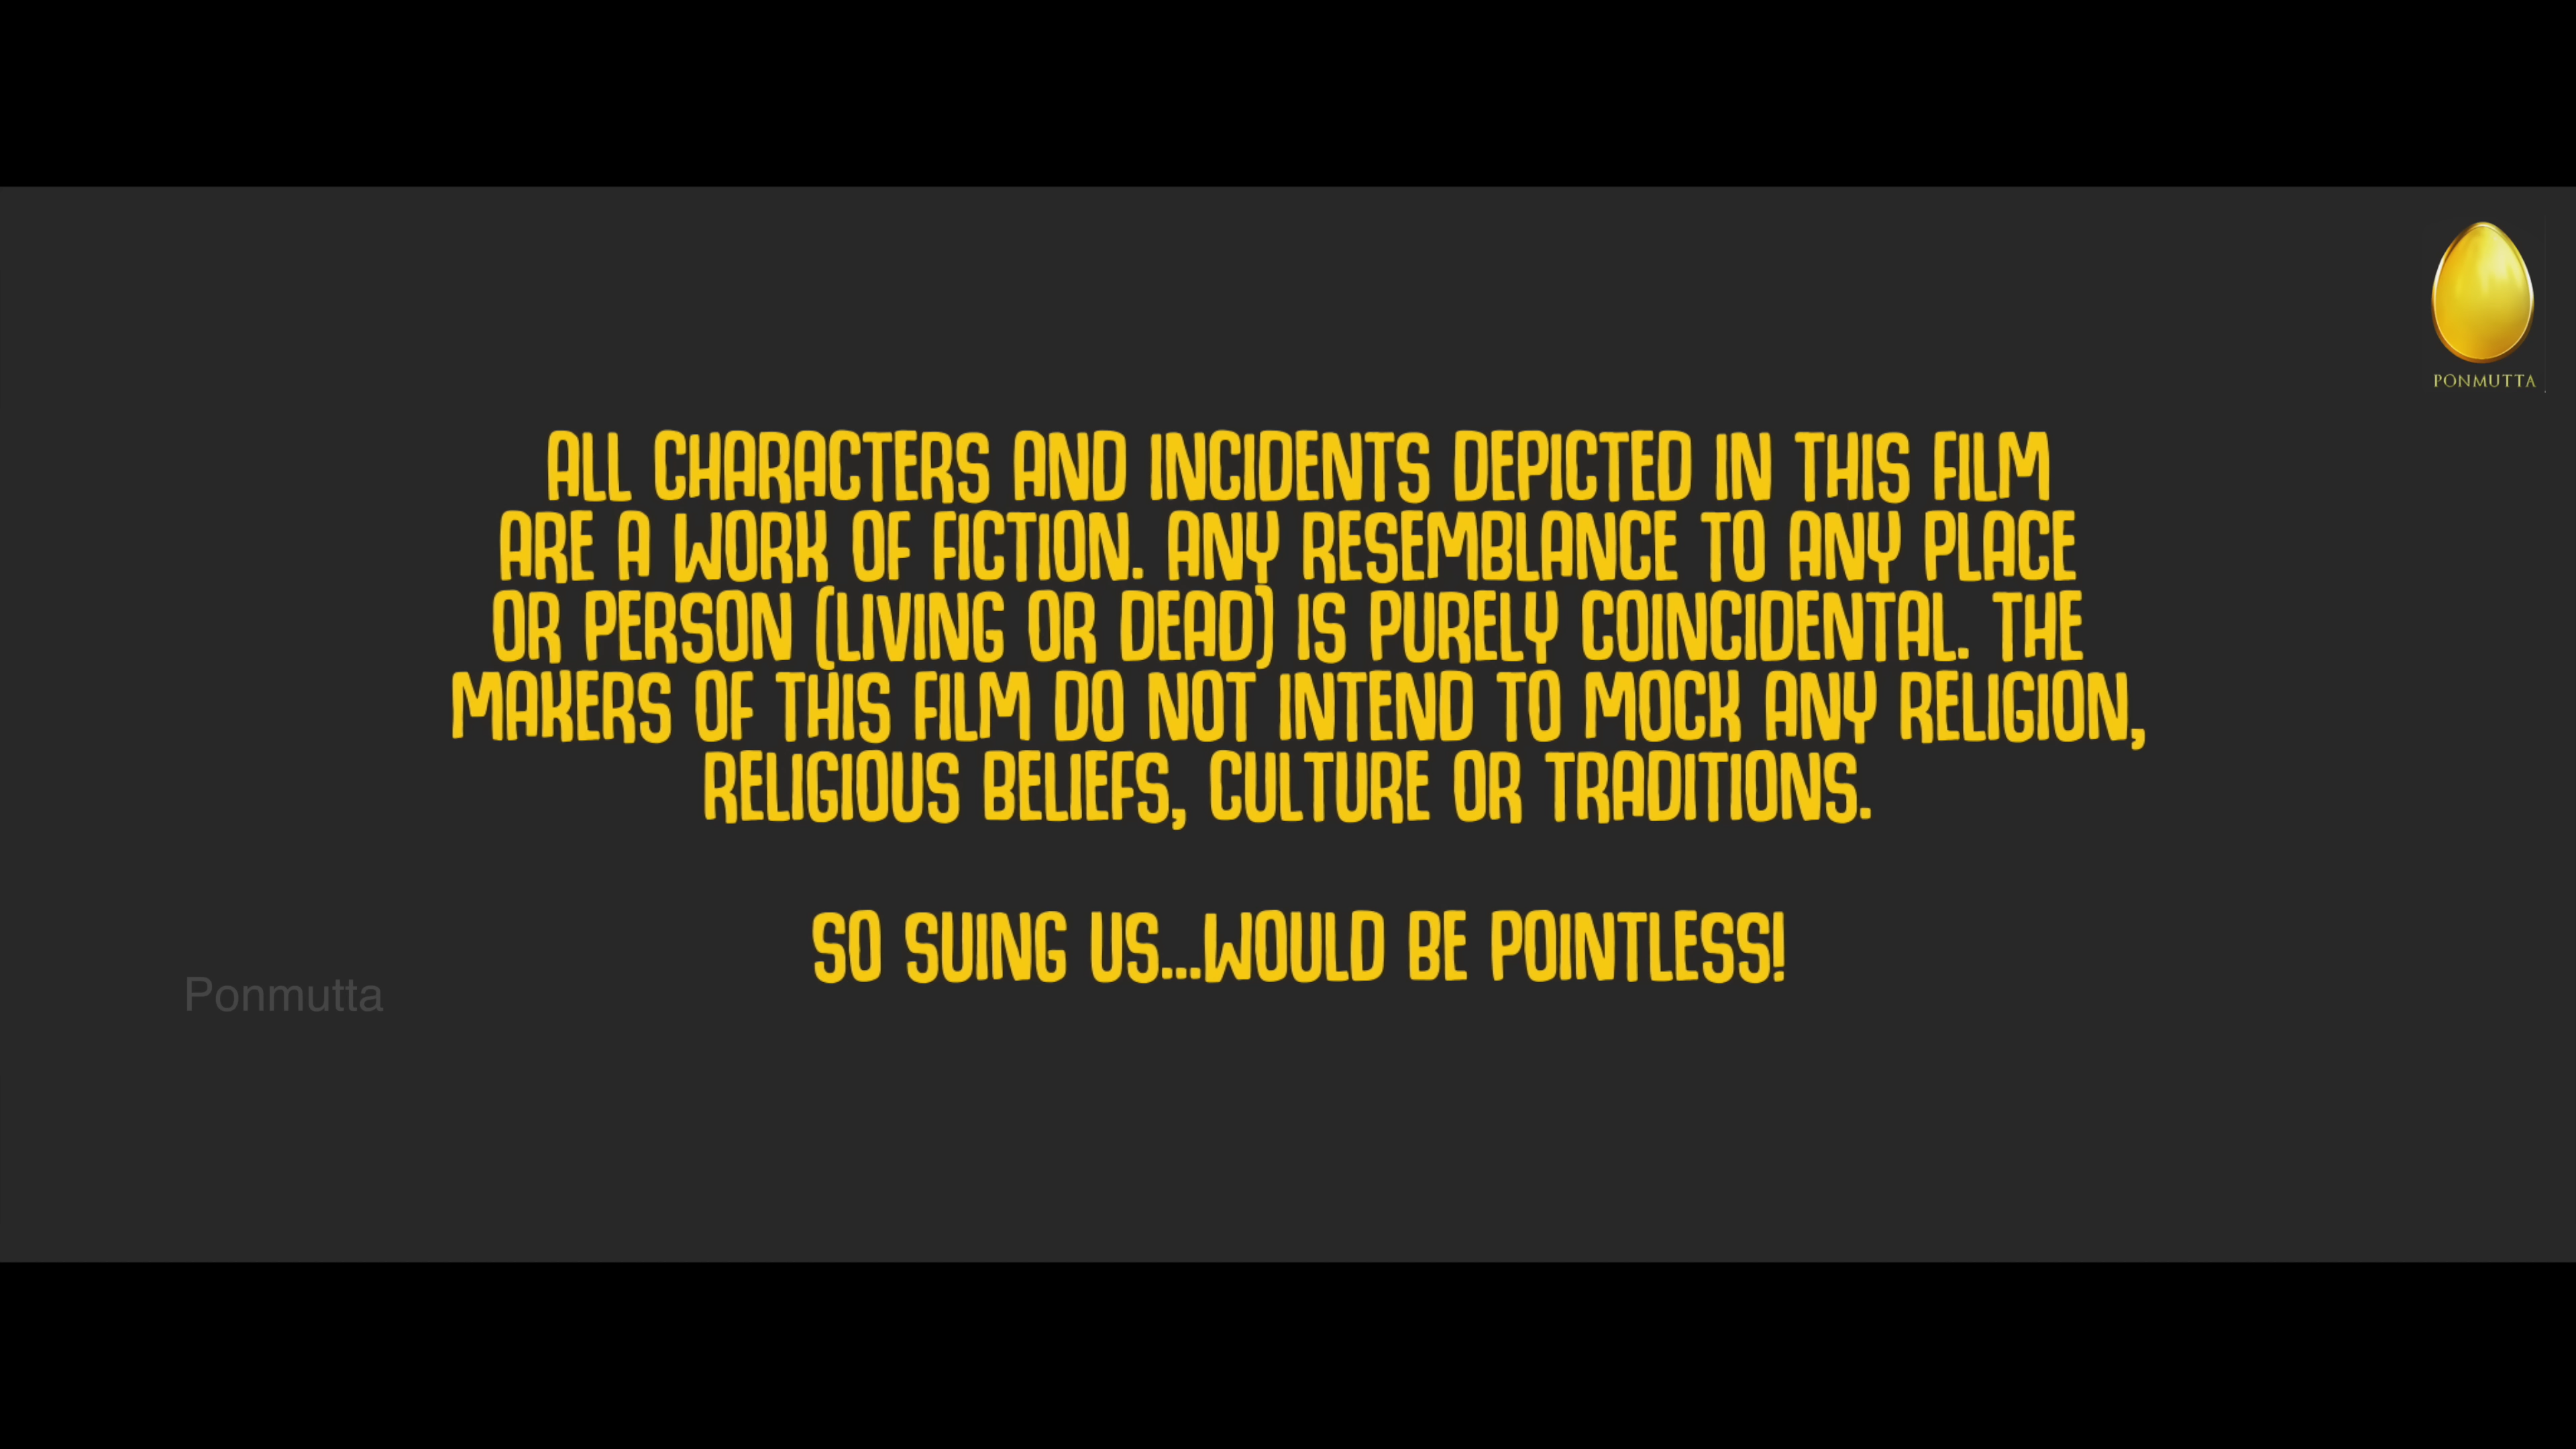 PONMUTTA
ALL CHARACTERS AND INCIDENTS DEPICTED IN THIS FILM
ARE A WORK OF FICTION. ANY RESEMBLANCE TO ANY PLACE
OR PERSON (LIVING OR DEAD) IS PURELY COINCIDENTAL. THE
MAKERS OF THIS FILM DO NOT INTEND TO MOCK ANY RELIGION,
RELIGIOUS BELIEFS, CULTURE OR TRADITIONS.
SO SUING US...WOULD BE POINTLESS!
Ponmutta